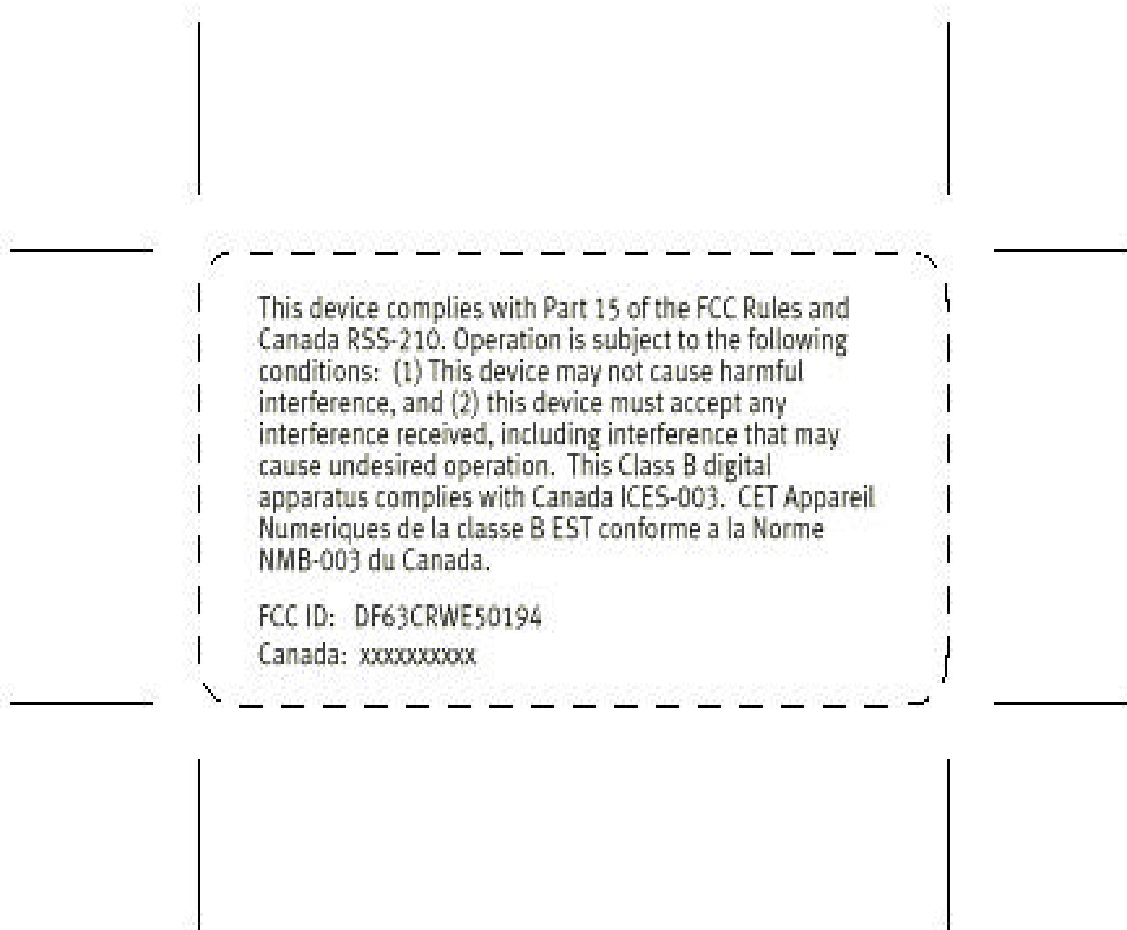 This device complies with Part 15 of the FCC Rules and
Canada RSS-210. Operation is subject to the following
conditions:  (1) This device may not cause harmful
interference, and (2) this device must accept any
interference received, including interference that may
cause undesired operation.  This Class B digital
apparatus complies with Canada ICES-003.  CET Appareil
Numeriques de la classe B EST conforme a la Norme
NMB-003 du Canada.
FCC ID:   DF63CRWE50194
Canada:  xxxxxxxxxx